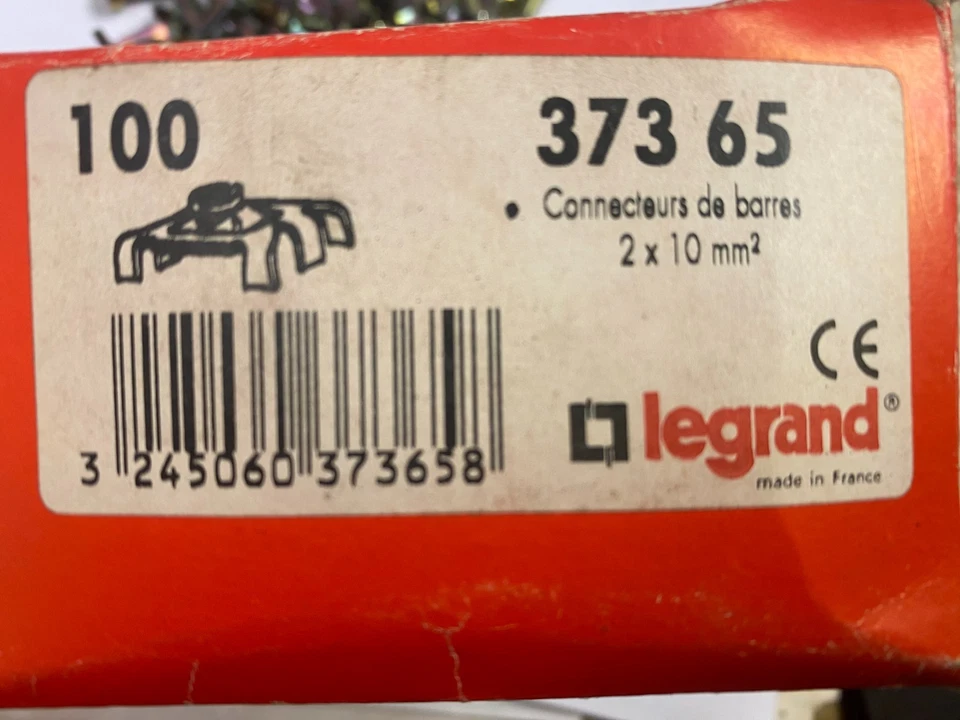 100
373 65
• Connecteurs de barres
2 x 10 mm²
CE
legrand®
made in France
3 245060 373658